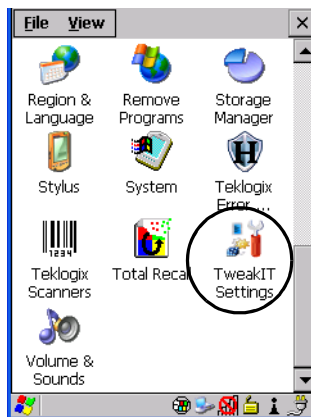 File View
Region & Language
Remove Programs
Storage Manager
Stylus
System
Teklogix Error ...
1234
Teklogix Scanners
Total Recal
TweakIT Settings
Volume & Sounds